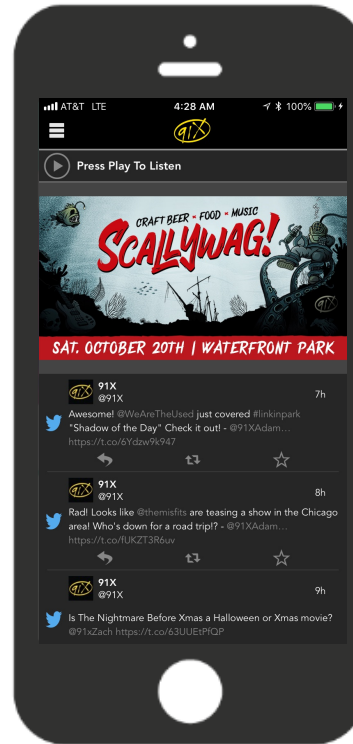 AT&T LTE 4:28 AM 100%
91X
Press Play To Listen
CRAFT BEER × FOOD × MUSIC
SCALLYWAG!
91X
SAT. OCTOBER 20TH | WATERFRONT PARK
91X
91X 7h
@91X
Awesome! @WeAreTheUsed just covered #linkinpark
"Shadow of the Day" Check it out! - @91XAdam…
https://t.co/6Ydzw9k947
91X
91X 8h
@91X
Rad! Looks like @themisfits are teasing a show in the Chicago
area! Who's down for a road trip!? - @91XAdam…
https://t.co/fUKZT3R6uv
91X
91X 9h
@91X
Is The Nightmare Before Xmas a Halloween or Xmas movie?
@91xZach https://t.co/63UUEtPfQP